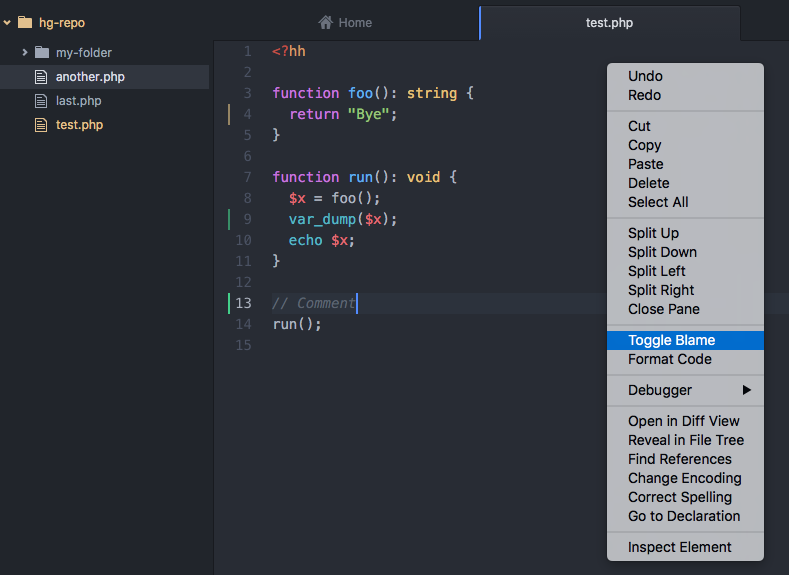 hg-repo
my-folder
another.php
last.php
test.php
Home
test.php
1 <?hh
2
3 function foo(): string {
4   return "Bye";
5 }
6
7 function run(): void {
8   $x = foo();
9   var_dump($x);
10   echo $x;
11 }
12
13 // Comment
14 run();
15
Undo
Redo
Cut
Copy
Paste
Delete
Select All
Split Up
Split Down
Split Left
Split Right
Close Pane
Toggle Blame
Format Code
Debugger
Open in Diff View
Reveal in File Tree
Find References
Change Encoding
Correct Spelling
Go to Declaration
Inspect Element